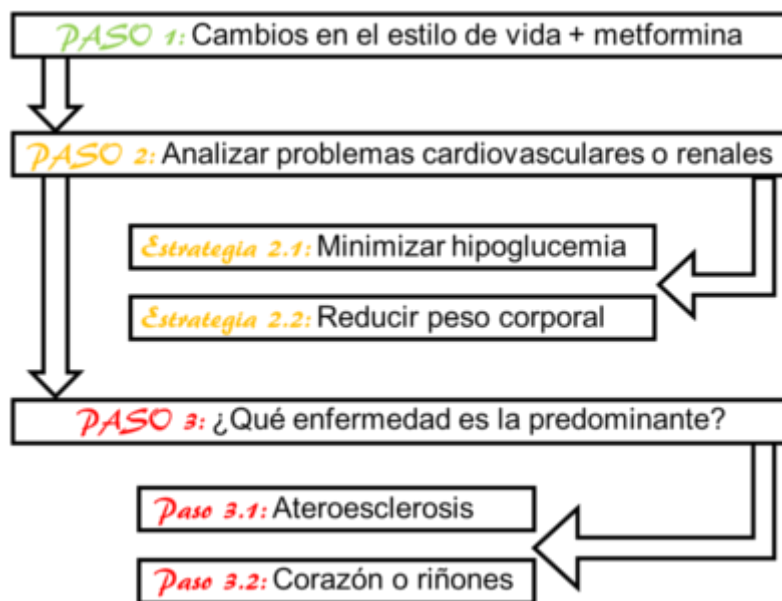 PASO 1: Cambios en el estilo de vida + metformina
PASO 2: Analizar problemas cardiovasculares o renales
Estrategia 2.1: Minimizar hipoglucemia
Estrategia 2.2: Reducir peso corporal
PASO 3: ¿Qué enfermedad es la predominante?
Paso 3.1: Ateroesclerosis
Paso 3.2: Corazón o riñones